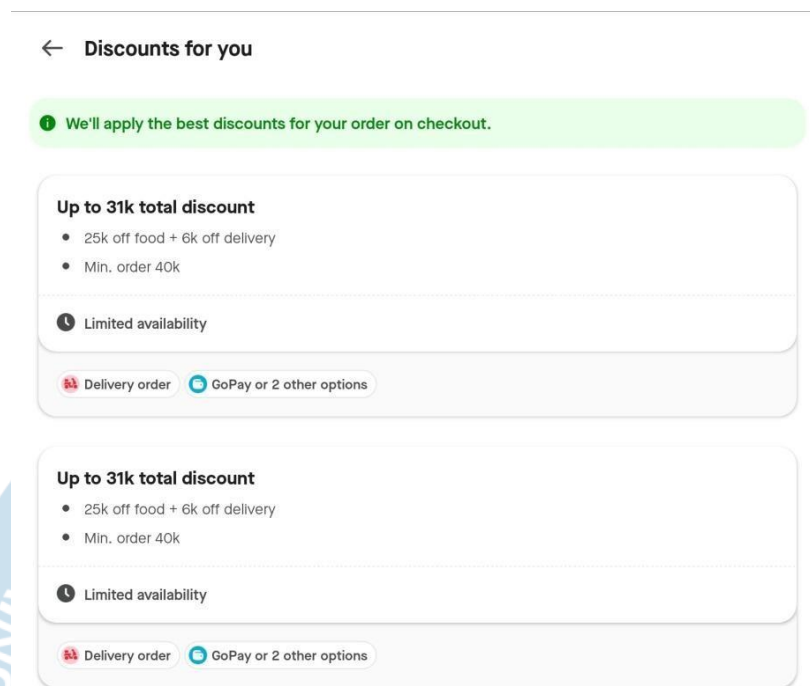 Discounts for you
We'll apply the best discounts for your order on checkout.
Up to 31k total discount
25k off food + 6k off delivery
Min. order 40k
Limited availability
Delivery order GoPay or 2 other options
Up to 31k total discount
25k off food + 6k off delivery
Min. order 40k
Limited availability
Delivery order GoPay or 2 other options